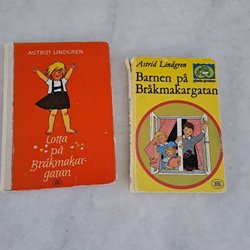 ASTRID LINDGREN
Lotta
på
Bråkmakar-
gatan
Astrid Lindgren
Barnen på
Bråkmakargatan